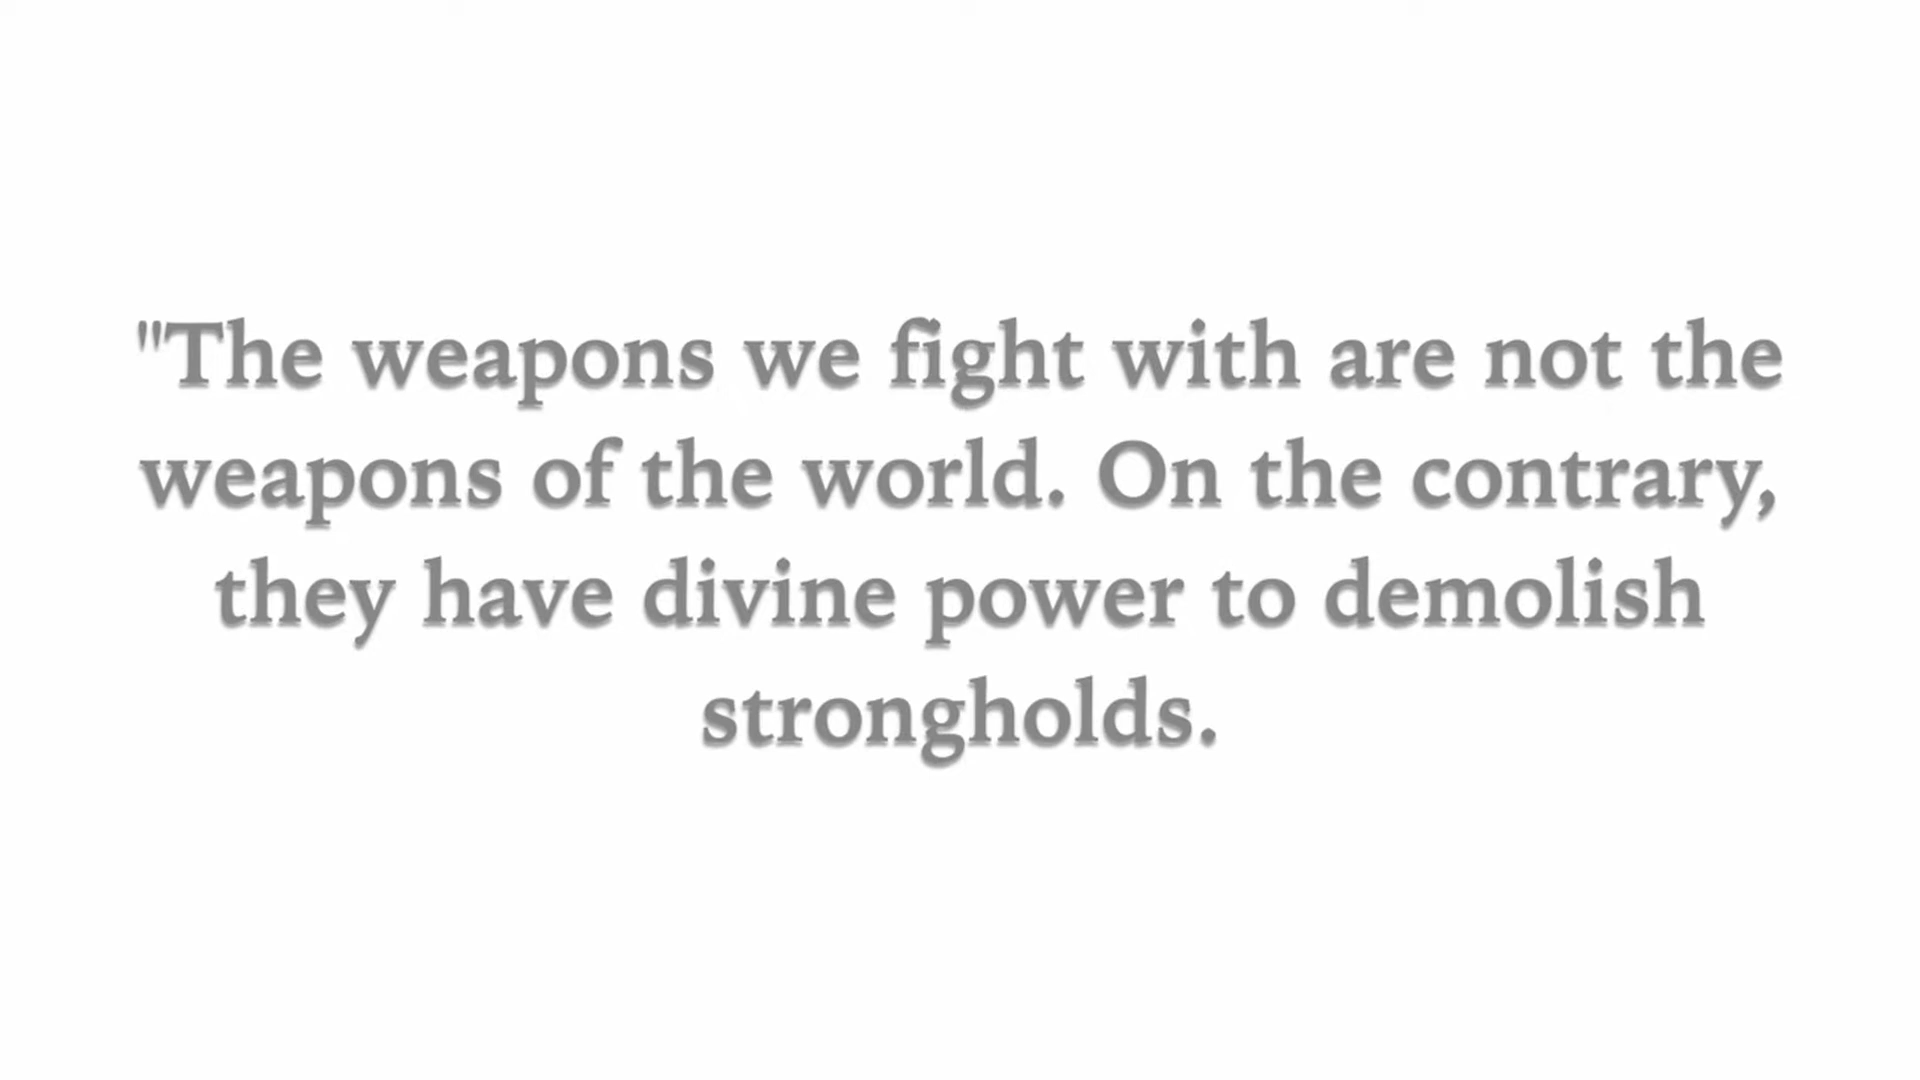 "The weapons we fight with are not the
weapons of the world. On the contrary,
they have divine power to demolish
strongholds.